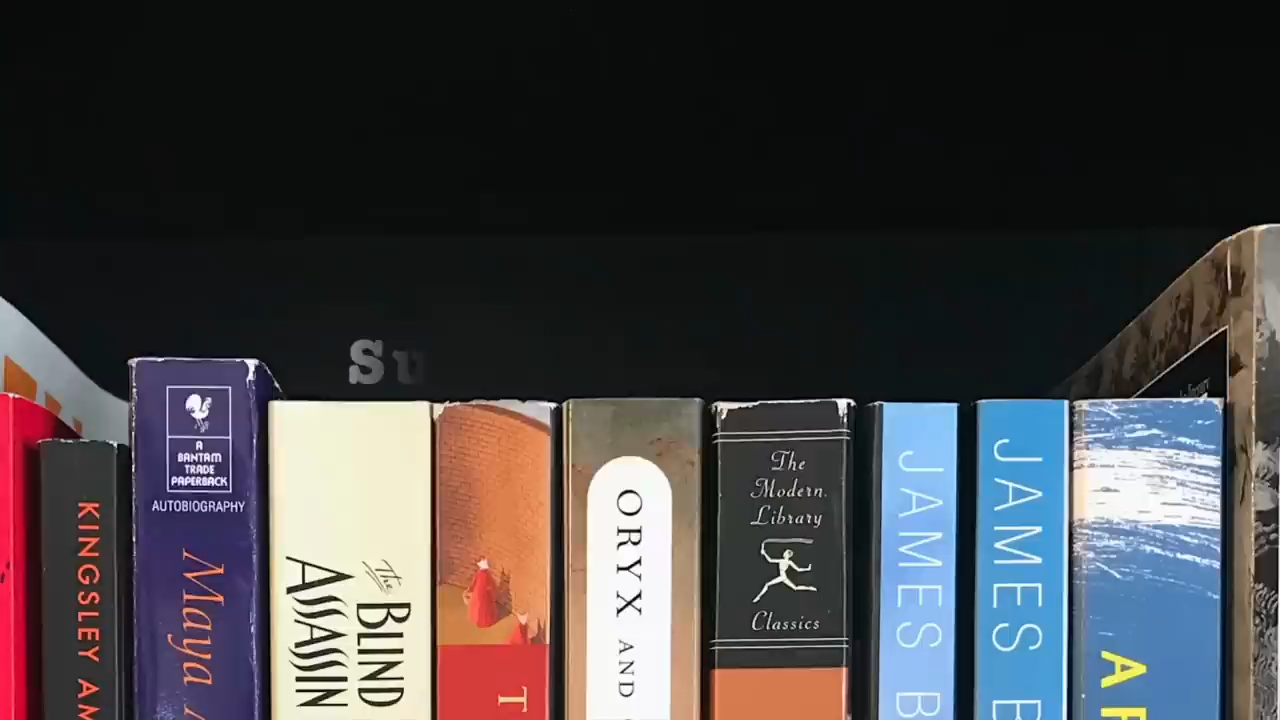 Su
KINGSLEY AM
A
BANTAM
TRADE
PAPERBACK
AUTOBIOGRAPHY
Maya
The
BLIND
ASSASSIN
T
ORYX AND
The
Modern
Library
Classics
JAMES B
JAMES B
A F